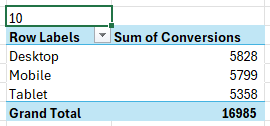 10
Row Labels Sum of Conversions
Desktop 5828
Mobile 5799
Tablet 5358
Grand Total 16985